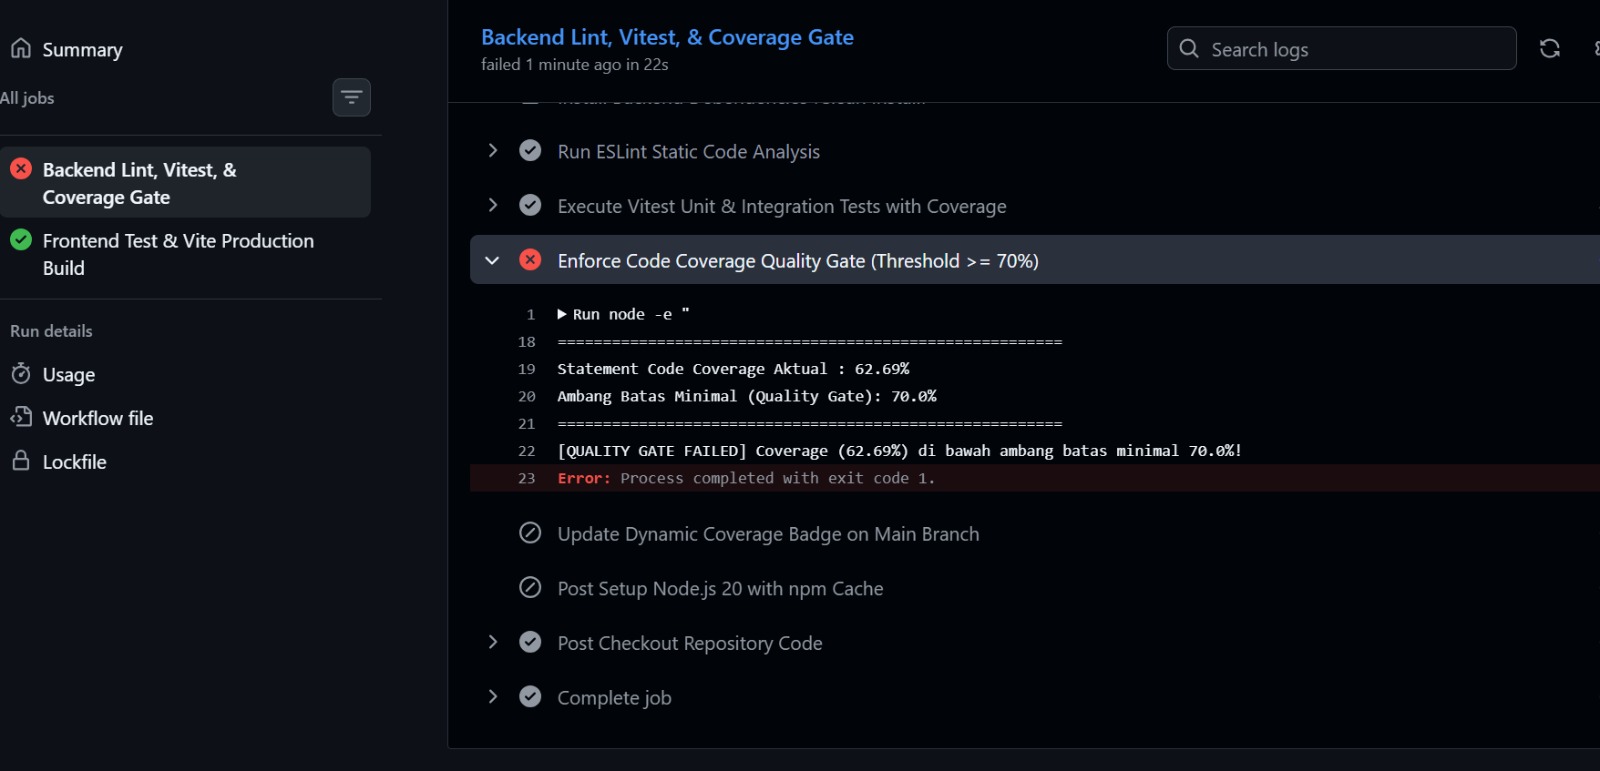 Summary
All jobs
Backend Lint, Vitest, &
Coverage Gate
Frontend Test & Vite Production
Build
Run details
Usage
Workflow file
Lockfile
Backend Lint, Vitest, & Coverage Gate
failed 1 minute ago in 22s
Search logs
Run ESLint Static Code Analysis
Execute Vitest Unit & Integration Tests with Coverage
Enforce Code Coverage Quality Gate (Threshold >= 70%)
1 Run node -e "
18 ========================================================
19 Statement Code Coverage Aktual : 62.69%
20 Ambang Batas Minimal (Quality Gate): 70.0%
21 ========================================================
22 [QUALITY GATE FAILED] Coverage (62.69%) di bawah ambang batas minimal 70.0%!
23 Error: Process completed with exit code 1.
Update Dynamic Coverage Badge on Main Branch
Post Setup Node.js 20 with npm Cache
Post Checkout Repository Code
Complete job